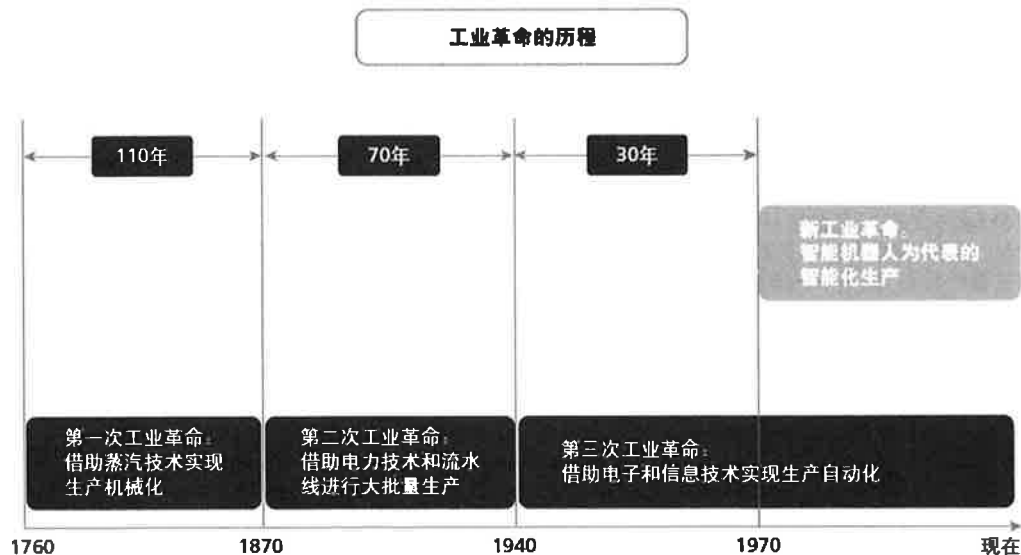 工业革命的历程
110年
70年
30年
新工业革命：
智能机器人为代表的
智能化生产
第一次工业革命：
借助蒸汽技术实现
生产机械化
第二次工业革命：
借助电力技术和流水
线进行大批量生产
第三次工业革命：
借助电子和信息技术实现生产自动化
1760
1870
1940
1970
现在